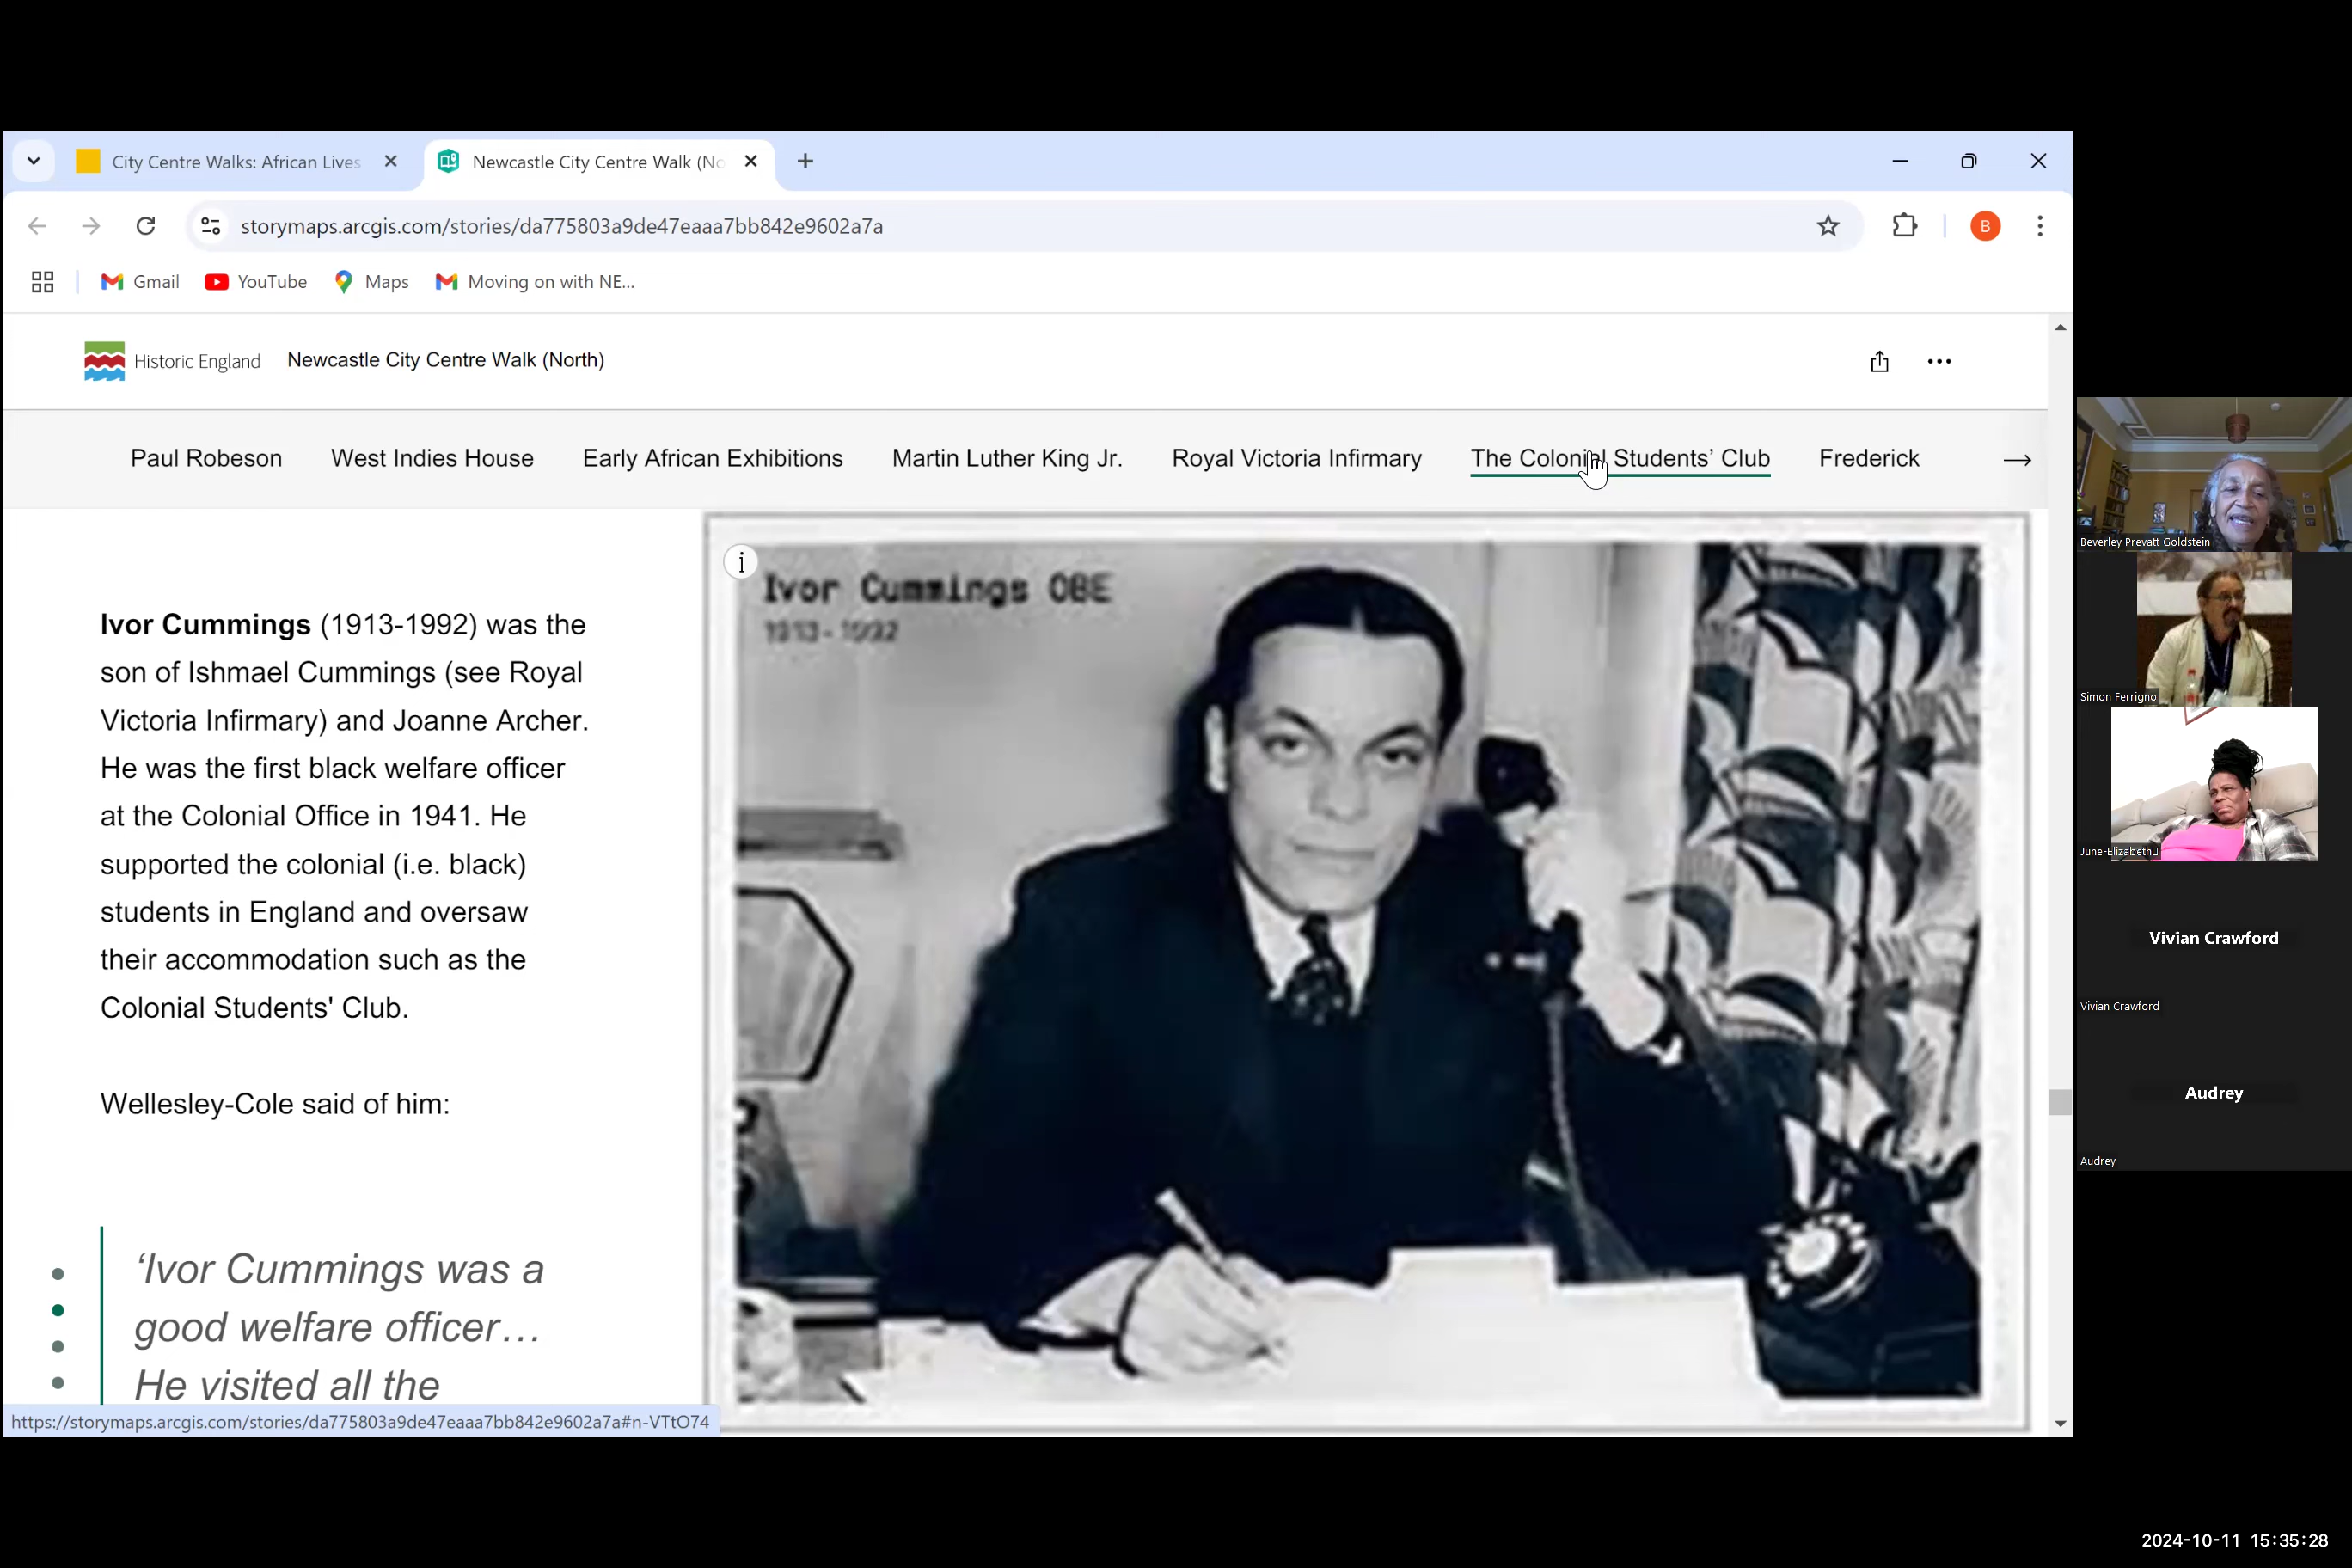 City Centre Walks: African Lives
Newcastle City Centre Walk (No
storymaps.arcgis.com/stories/da775803a9de47eaaa7bb842e9602a7a
B
Gmail
YouTube
Maps
Moving on with NE...
Historic England
Newcastle City Centre Walk (North)
Paul Robeson
West Indies House
Early African Exhibitions
Martin Luther King Jr.
Royal Victoria Infirmary
The Colonial Students’ Club
Frederick
Ivor Cummings (1913-1992) was the
son of Ishmael Cummings (see Royal
Victoria Infirmary) and Joanne Archer.
He was the first black welfare officer
at the Colonial Office in 1941. He
supported the colonial (i.e. black)
students in England and oversaw
their accommodation such as the
Colonial Students' Club.
Wellesley-Cole said of him:
‘Ivor Cummings was a
good welfare officer…
He visited all the
https://storymaps.arcgis.com/stories/da775803a9de47eaaa7bb842e9602a7a#n-VTtO74
i
Ivor Cummings OBE
1913-1992
Beverley Prevatt Goldstein
Simon Ferrigno
June-Elizabeth
Vivian Crawford
Vivian Crawford
Audrey
Audrey
2024-10-11 15:35:28